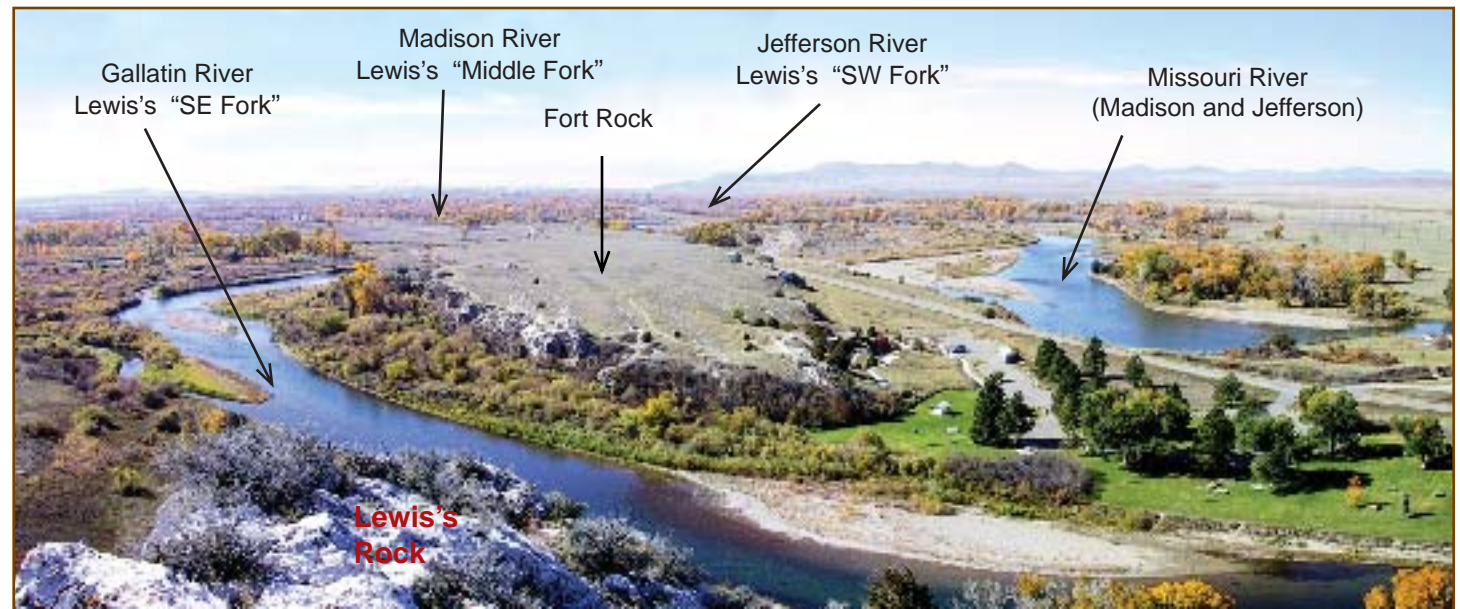 Gallatin River
Lewis’s “SE Fork”
Madison River
Lewis’s “Middle Fork”
Fort Rock
Jefferson River
Lewis’s “SW Fork”
Missouri River
(Madison and Jefferson)
Lewis’s
Rock